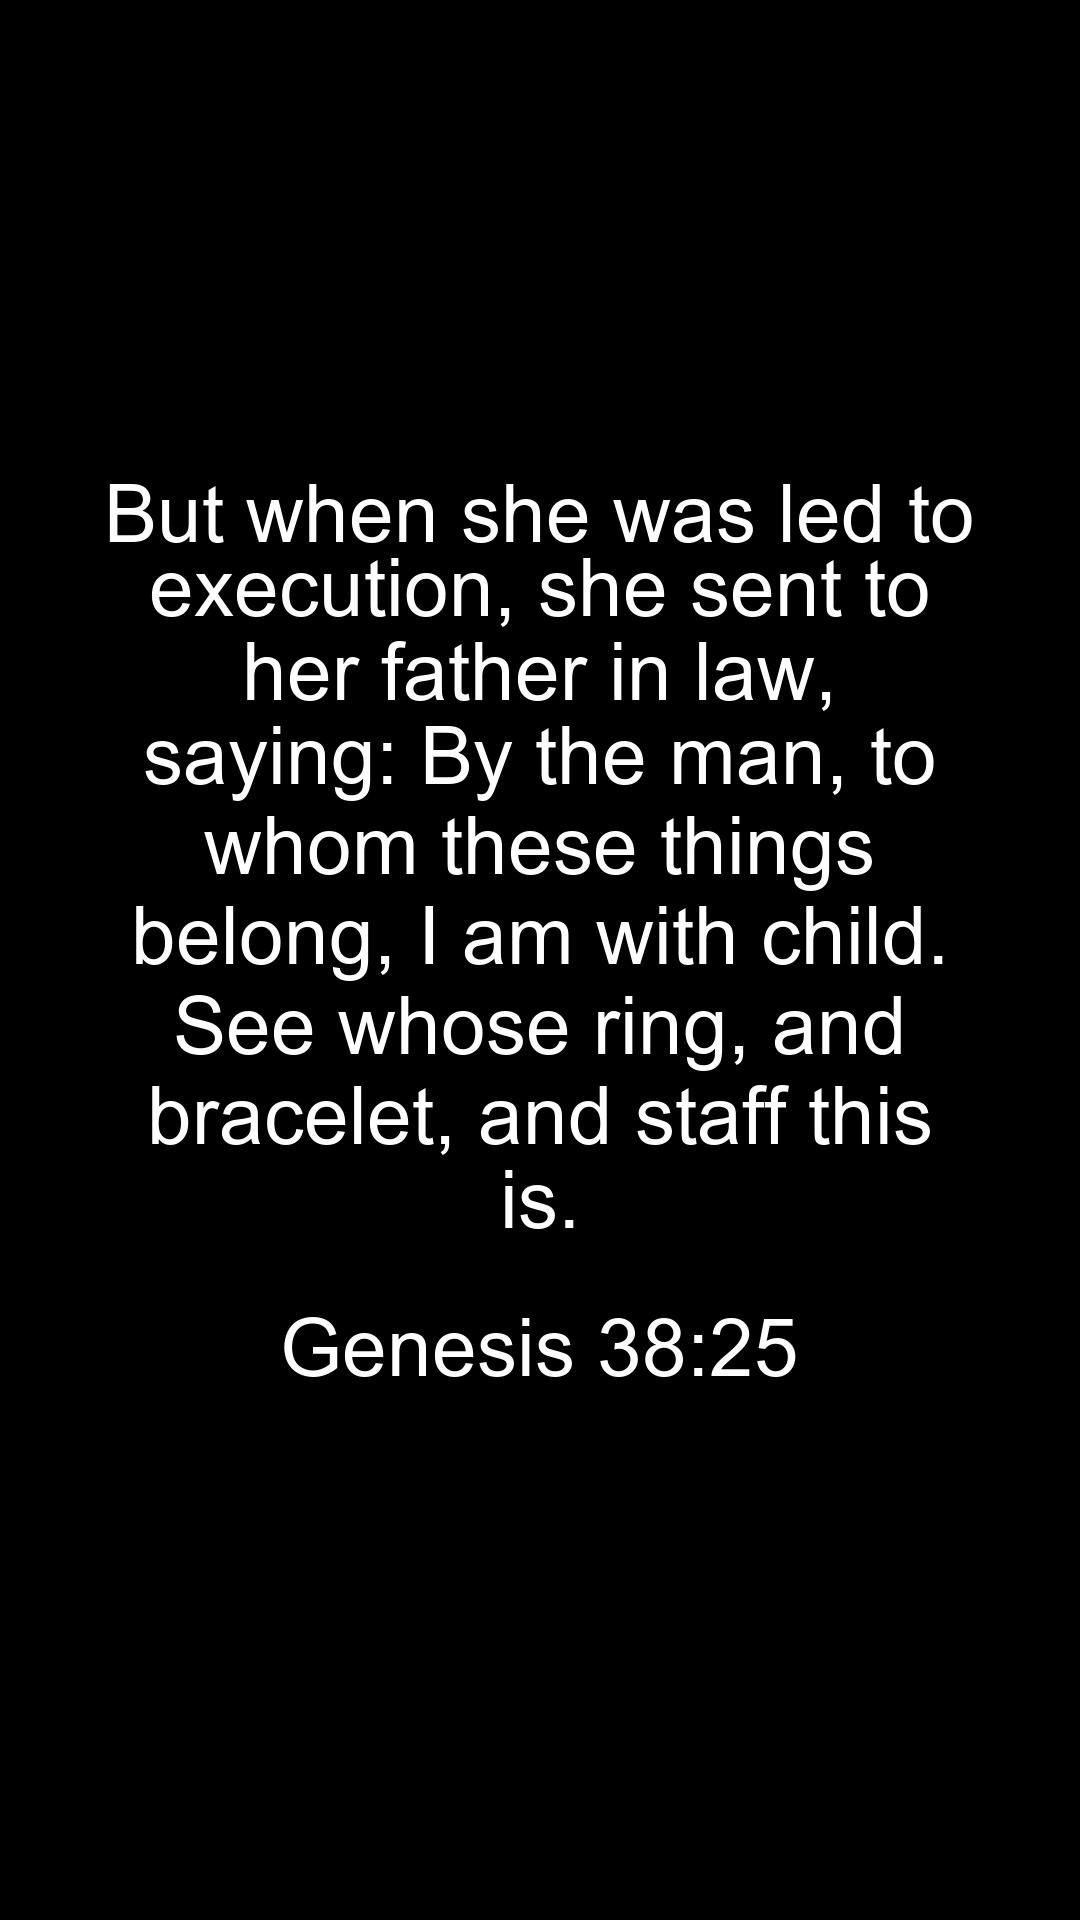 But when she was led to
execution, she sent to
her father in law,
saying: By the man, to
whom these things
belong, I am with child.
See whose ring, and
bracelet, and staff this
is.
Genesis 38:25